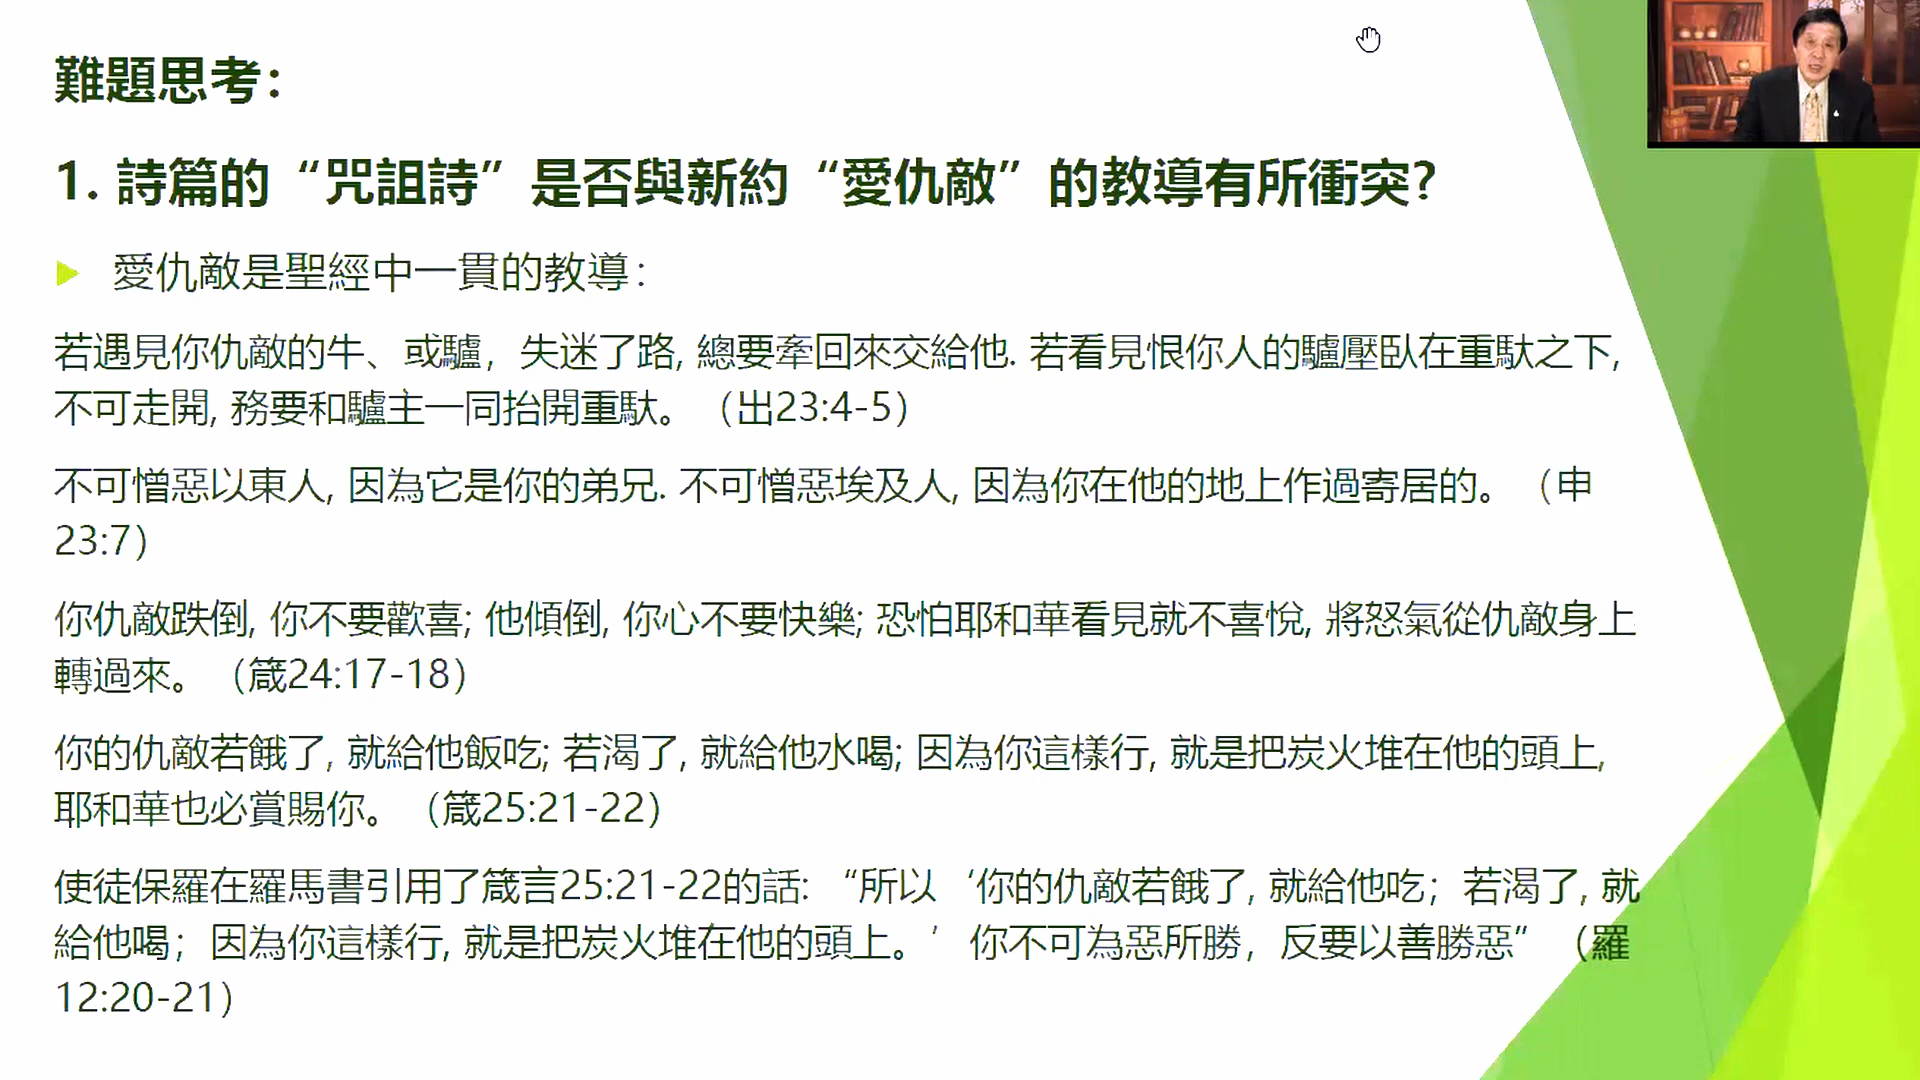 難題思考：
1. 詩篇的“咒詛詩”是否與新約“愛仇敵”的教導有所衝突?
愛仇敵是聖經中一貫的教導：
若遇見你仇敵的牛、或驢，失迷了路, 總要牽回來交給他. 若看見恨你人的驢壓臥在重馱之下,
不可走開, 務要和驢主一同抬開重馱。（出23:4-5）
不可憎惡以東人, 因為它是你的弟兄. 不可憎惡埃及人, 因為你在他的地上作過寄居的。（申
23:7）
你仇敵跌倒, 你不要歡喜; 他傾倒, 你心不要快樂; 恐怕耶和華看見就不喜悅, 將怒氣從仇敵身上
轉過來。（箴24:17-18）
你的仇敵若餓了, 就給他飯吃; 若渴了, 就給他水喝; 因為你這樣行, 就是把炭火堆在他的頭上,
耶和華也必賞賜你。（箴25:21-22）
使徒保羅在羅馬書引用了箴言25:21-22的話: “所以‘你的仇敵若餓了, 就給他吃；若渴了, 就
給他喝；因為你這樣行, 就是把炭火堆在他的頭上。’你不可為惡所勝，反要以善勝惡”（羅
12:20-21）